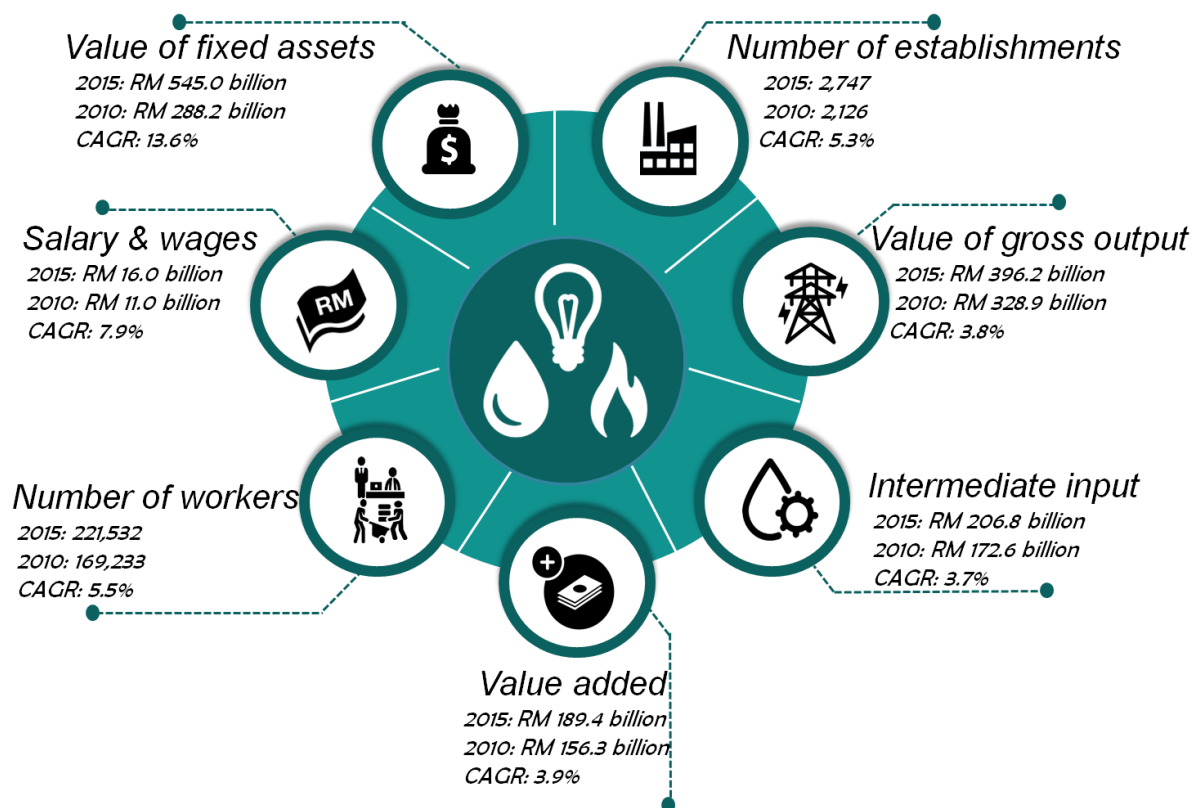 Value of fixed assets
2015: RM 545.0 billion
2010: RM 288.2 billion
CAGR: 13.6%
Number of establishments
2015: 2,747
2010: 2,126
CAGR: 5.3%
$
Salary & wages
2015: RM 16.0 billion
2010: RM 11.0 billion
CAGR: 7.9%
RM
Value of gross output
2015: RM 396.2 billion
2010: RM 328.9 billion
CAGR: 3.8%
Number of workers
2015: 221,532
2010: 169,233
CAGR: 5.5%
Intermediate input
2015: RM 206.8 billion
2010: RM 172.6 billion
CAGR: 3.7%
Value added
2015: RM 189.4 billion
2010: RM 156.3 billion
CAGR: 3.9%